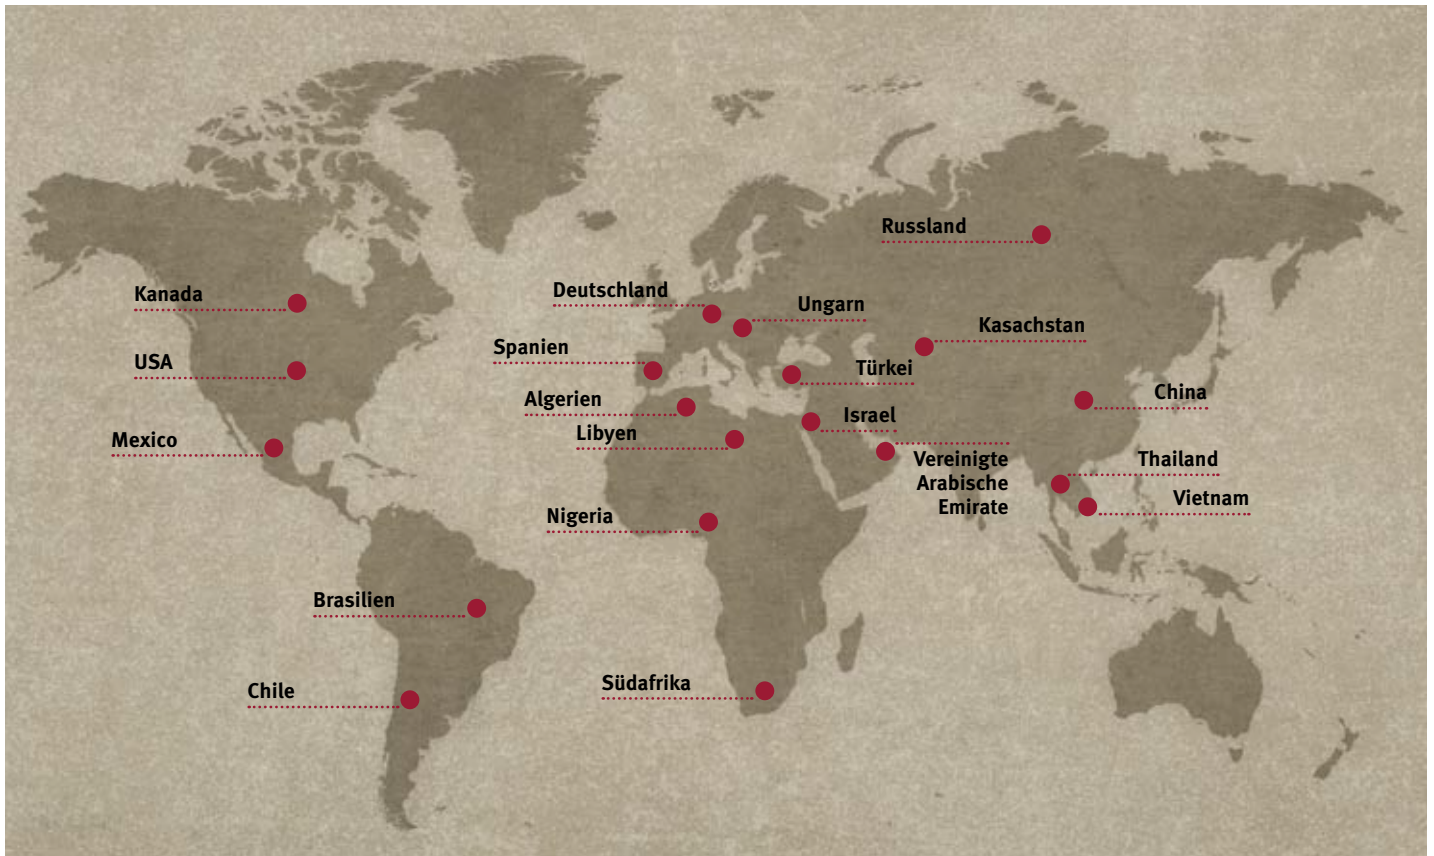 Russland
Kanada
Deutschland
Ungarn
Kasachstan
Spanien
USA
Türkei
China
Algerien
Israel
Libyen
Mexico
Vereinigte
Arabische
Emirate
Thailand
Vietnam
Nigeria
Brasilien
Südafrika
Chile